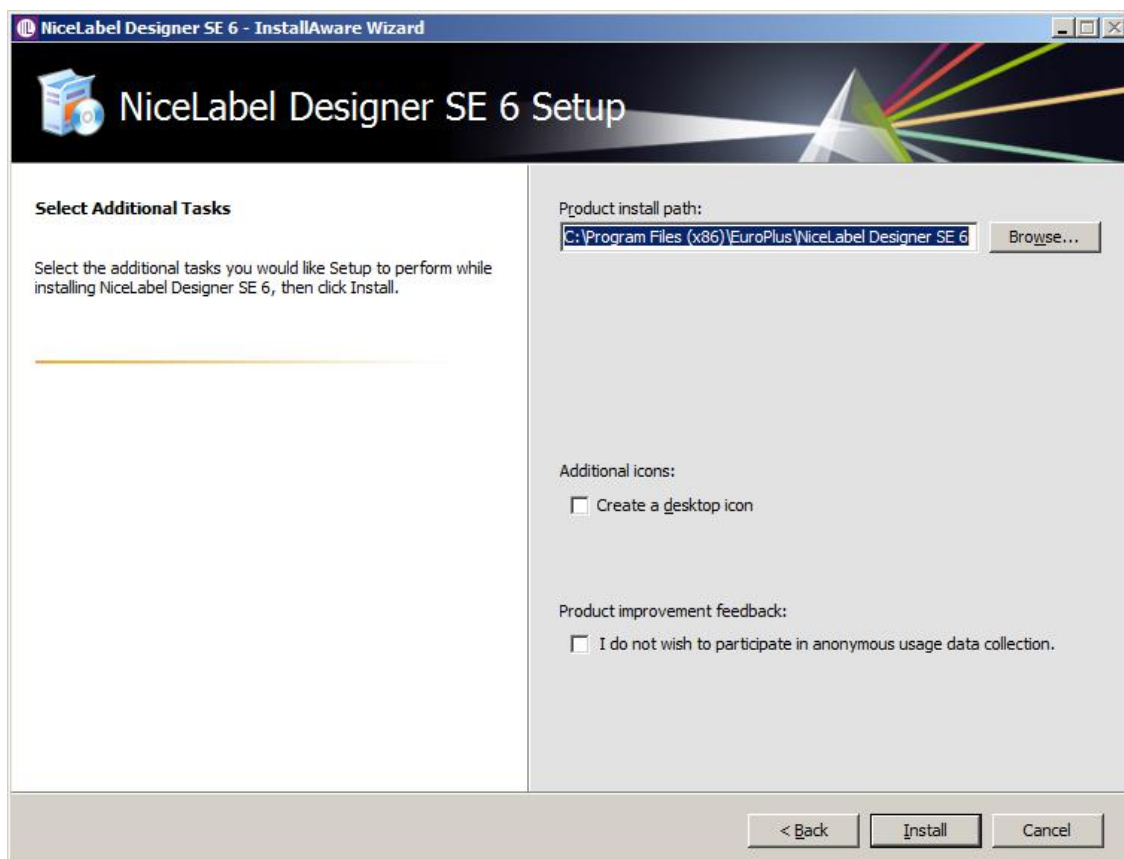 NiceLabel Designer SE 6 - InstallAware Wizard
NiceLabel Designer SE 6 Setup
Select Additional Tasks
Select the additional tasks you would like Setup to perform while
installing NiceLabel Designer SE 6, then click Install.
Product install path:
C:\Program Files (x86)\EuroPlus\NiceLabel Designer SE 6
Browse...
Additional icons:
Create a desktop icon
Product improvement feedback:
I do not wish to participate in anonymous usage data collection.
< Back
Install
Cancel